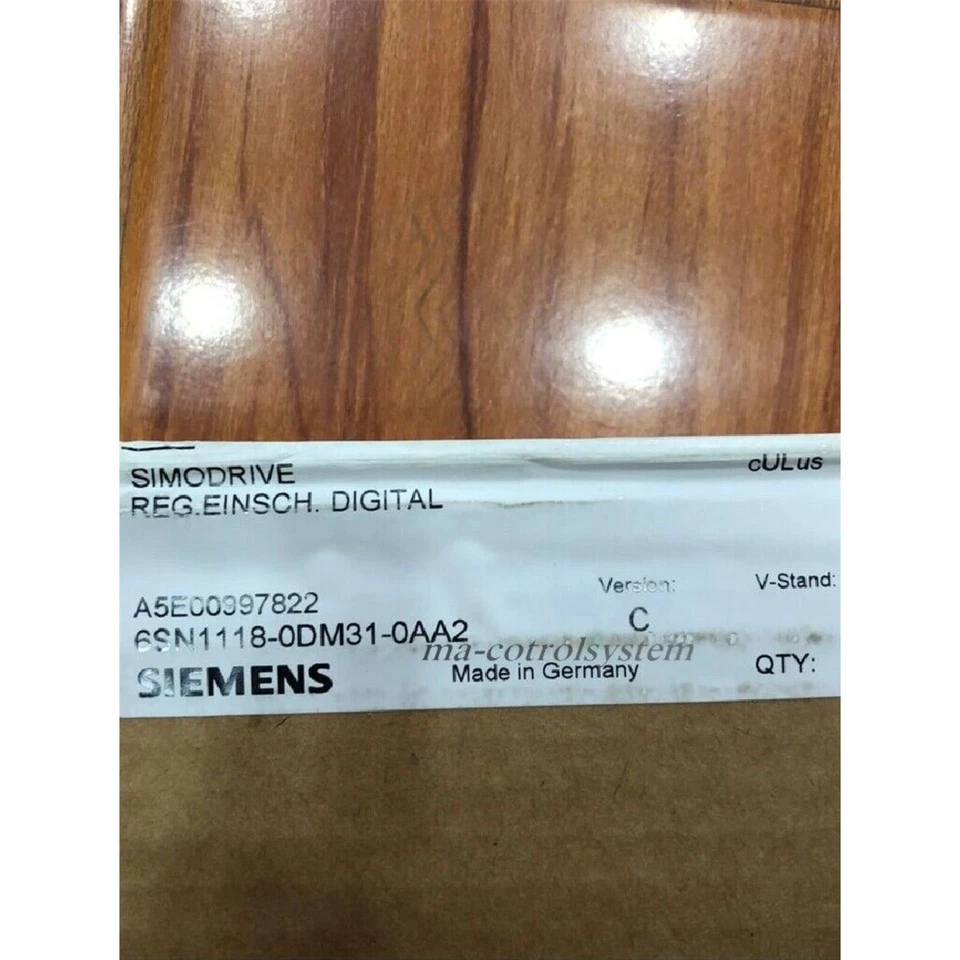 SIMODRIVE
cULus
REG.EINSCH. DIGITAL
Version:
V-Stand:
A5E00397822
C
6SN1118-0DM31-0AA2
ma-cotrolsystem
SIEMENS
Made in Germany
QTY: